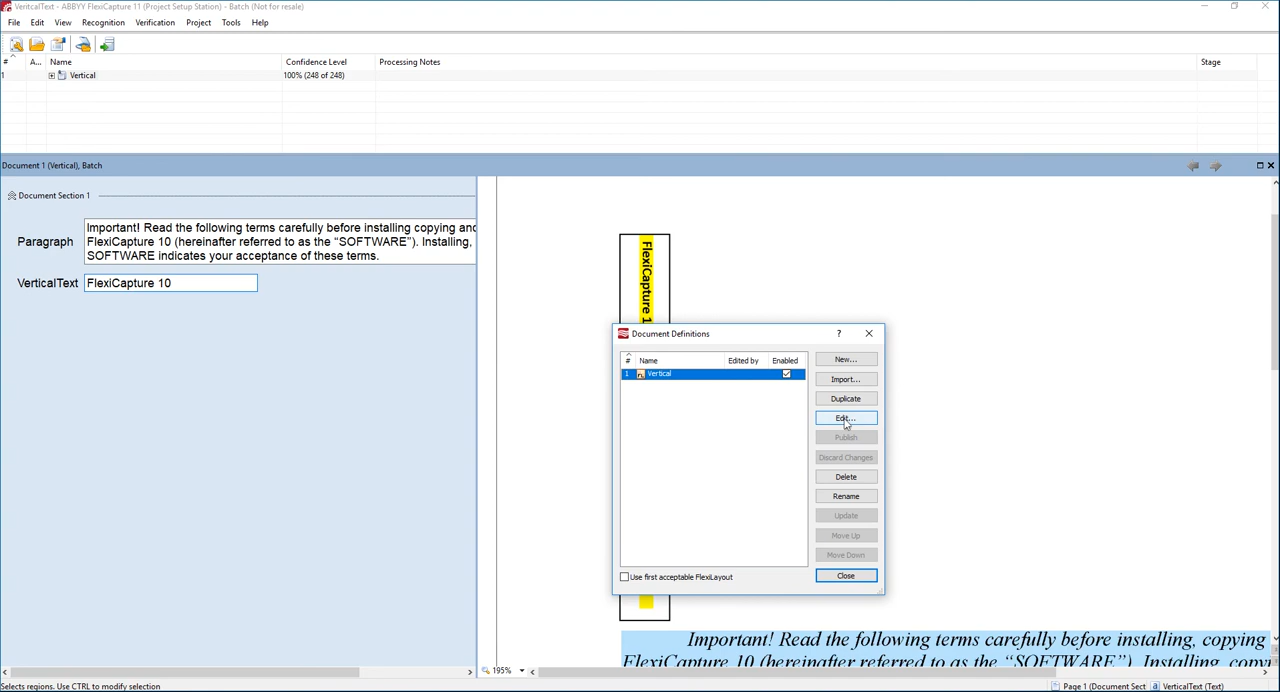 VeritcalText - ABBYY FlexiCapture 11 (Project Setup Station) - Batch (Not for resale)
File Edit View Recognition Verification Project Tools Help
# A... Name Confidence Level Processing Notes Stage
1 Vertical 100% (248 of 248)
Document 1 (Vertical), Batch
Document Section 1
Paragraph
Important! Read the following terms carefully before installing copying and
FlexiCapture 10 (hereinafter referred to as the “SOFTWARE”). Installing,
SOFTWARE indicates your acceptance of these terms.
VerticalText FlexiCapture 10
FlexiCapture 1
Document Definitions ?
# Name Edited by Enabled
1 Vertical
New...
Import...
Duplicate
Edit...
Publish
Discard Changes
Delete
Rename
Update
Move Up
Move Down
Use first acceptable FlexiLayout
Close
Important! Read the following terms carefully before installing, copying
FlexiCapture 10 (hereinafter referred to as the “SOFTWARE”). Installing, copyi
195%
Selects regions. Use CTRL to modify selection
Page 1 (Document Sect
VerticalText (Text)